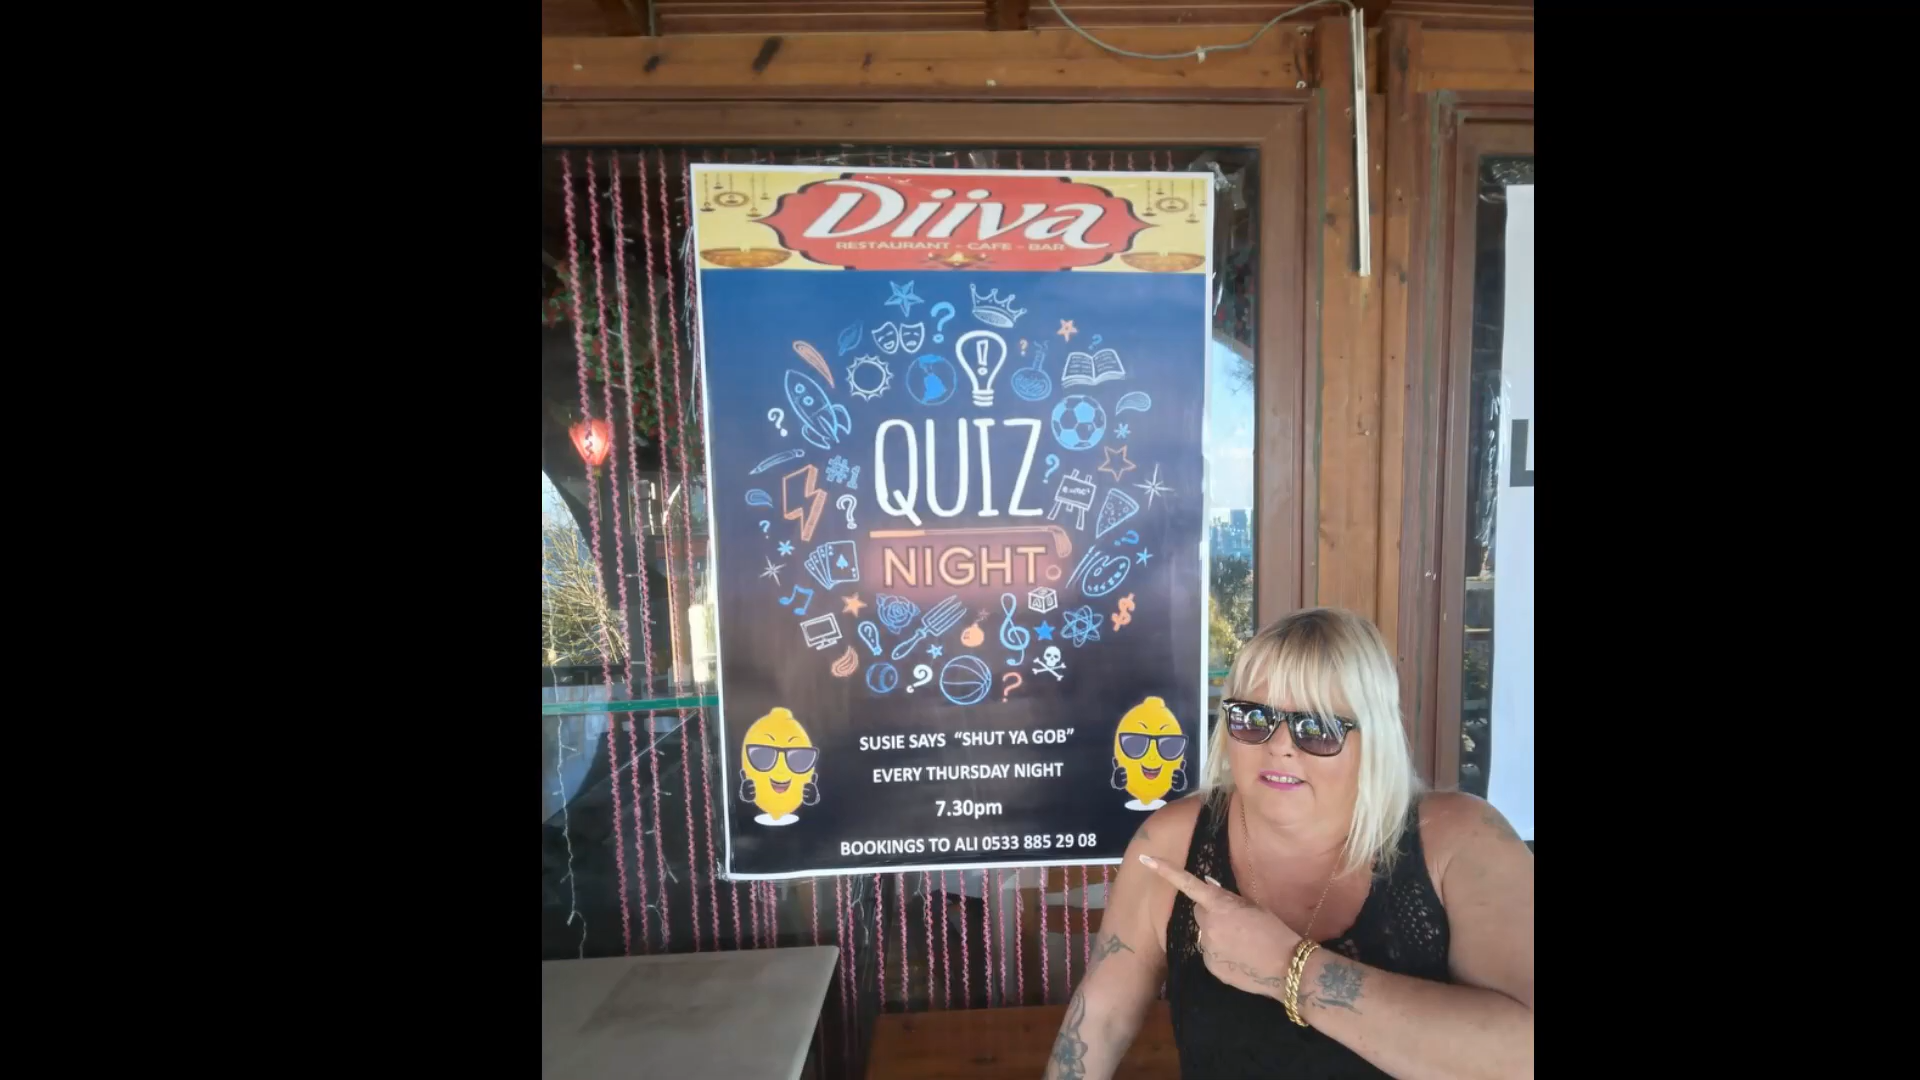 Diiva
RESTAURANT - CAFE - BAR
QUIZ
NIGHT
#1
SUSIE SAYS “SHUT YA GOB”
EVERY THURSDAY NIGHT
7.30pm
BOOKINGS TO ALI 0533 885 29 08
L